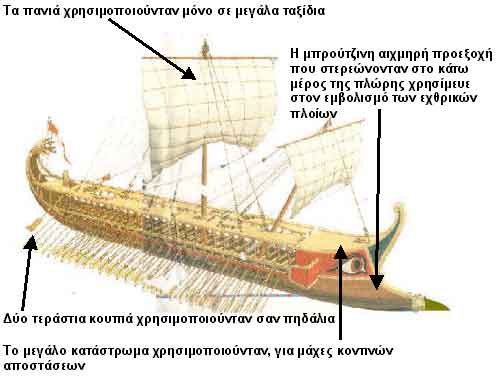 Τα πανιά χρησιμοποιούνταν μόνο σε μεγάλα ταξίδια
Η μπρούτζινη αιχμηρή προεξοχή
που στερεώνονταν στο κάτω
μέρος της πλώρης χρησίμευε
στον εμβολισμό των εχθρικών
πλοίων
Δύο τεράστια κουπιά χρησιμοποιούνταν σαν πηδάλια
Το μεγάλο κατάστρωμα χρησιμοποιούνταν, για μάχες κοντινών
αποστάσεων